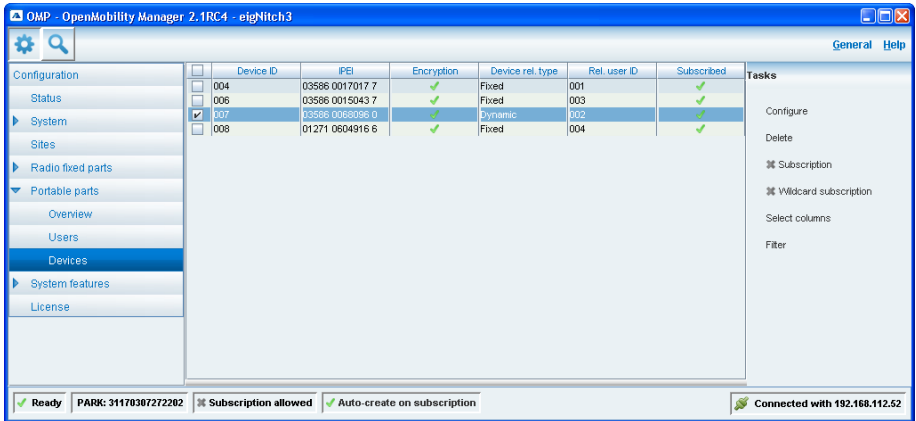 OMP - OpenMobility Manager 2.1RC4 - eigNitch3
General Help
Configuration
Status
System
Sites
Radio fixed parts
Portable parts
Overview
Users
Devices
System features
License
Device ID IPEI Encryption Device rel. type Rel. user ID Subscribed
004 03586 0017017 7 Fixed 001
006 03586 0015043 7 Fixed 003
007 03586 0068096 0 Dynamic 002
008 01271 0604916 6 Fixed 004
Tasks
Configure
Delete
Subscription
Wildcard subscription
Select columns
Filter
Ready PARK: 31170307272202 Subscription allowed Auto-create on subscription Connected with 192.168.112.52